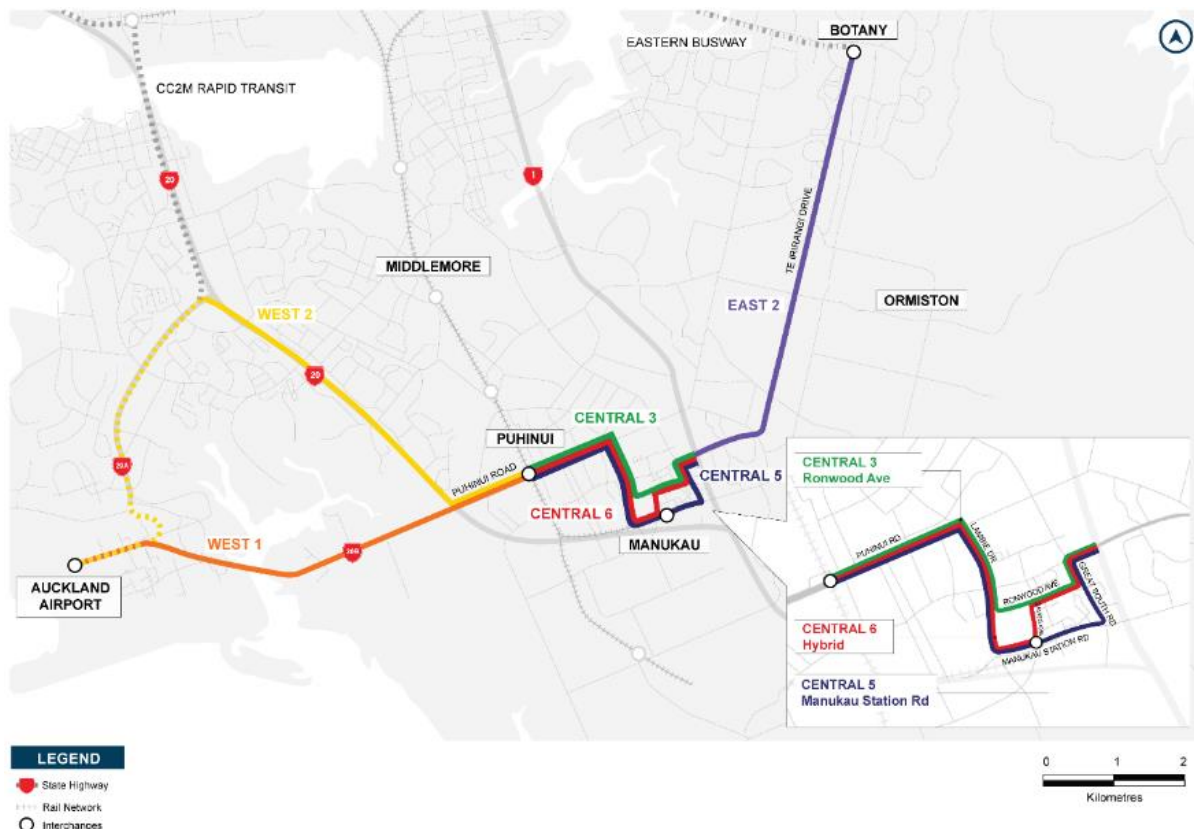 BOTANY
EASTERN BUSWAY
CC2M RAPID TRANSIT
20
1
MIDDLEMORE
TE IRIRANGI DRIVE
ORMISTON
WEST 2
EAST 2
20
CENTRAL 3
PUHINUI
PUHINUI ROAD
20A
CENTRAL 5
CENTRAL 6
MANUKAU
WEST 1
20B
AUCKLAND
AIRPORT
CENTRAL 3
Ronwood Ave
PUHINUI RD
LAMBIE DR
RONWOOD AVE
GREAT SOUTH RD
CENTRAL 6
Hybrid
MANUKAU STATION RD
CENTRAL 5
Manukau Station Rd
LEGEND
State Highway
Rail Network
Interchanges
0 1 2
Kilometres